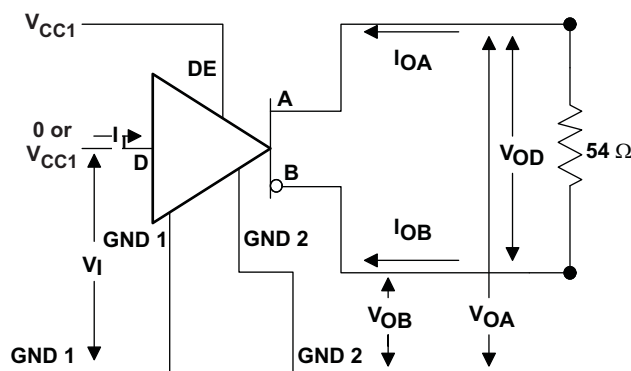 VCC1
DE
IOA
A
0 or
VCC1
II
D
B
VOD
54 Ω
GND 1
GND 2
IOB
VI
VOB
VOA
GND 1
GND 2